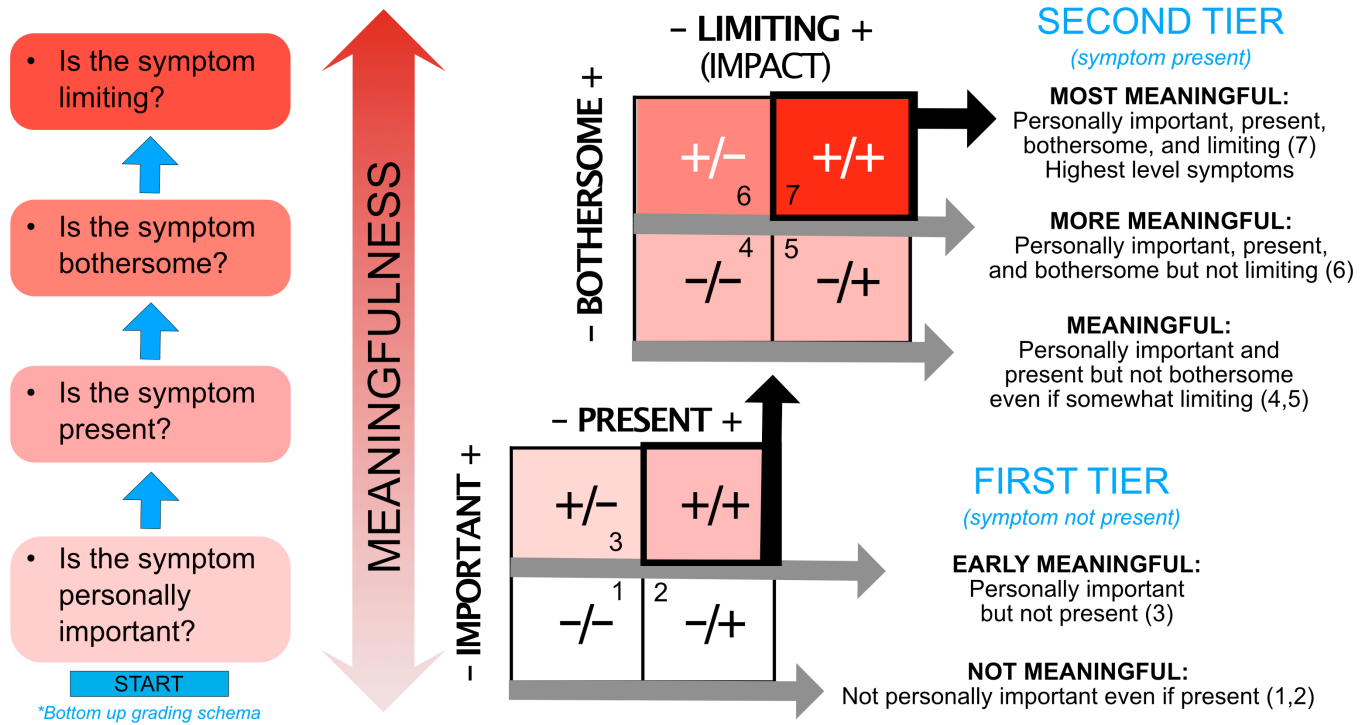 • Is the symptom
limiting?
• Is the symptom
bothersome?
• Is the symptom
present?
• Is the symptom
personally
important?
START
*Bottom up grading schema
MEANINGFULNESS
− LIMITING +
(IMPACT)
− BOTHERSOME +
+/−
6
+/+
7
−/−
4
−/+
5
− PRESENT +
− IMPORTANT +
+/−
3
+/+
−/−
1
−/+
2
SECOND TIER
(symptom present)
MOST MEANINGFUL:
Personally important, present,
bothersome, and limiting (7)
Highest level symptoms
MORE MEANINGFUL:
Personally important, present,
and bothersome but not limiting (6)
MEANINGFUL:
Personally important and
present but not bothersome
even if somewhat limiting (4,5)
FIRST TIER
(symptom not present)
EARLY MEANINGFUL:
Personally important
but not present (3)
NOT MEANINGFUL:
Not personally important even if present (1,2)